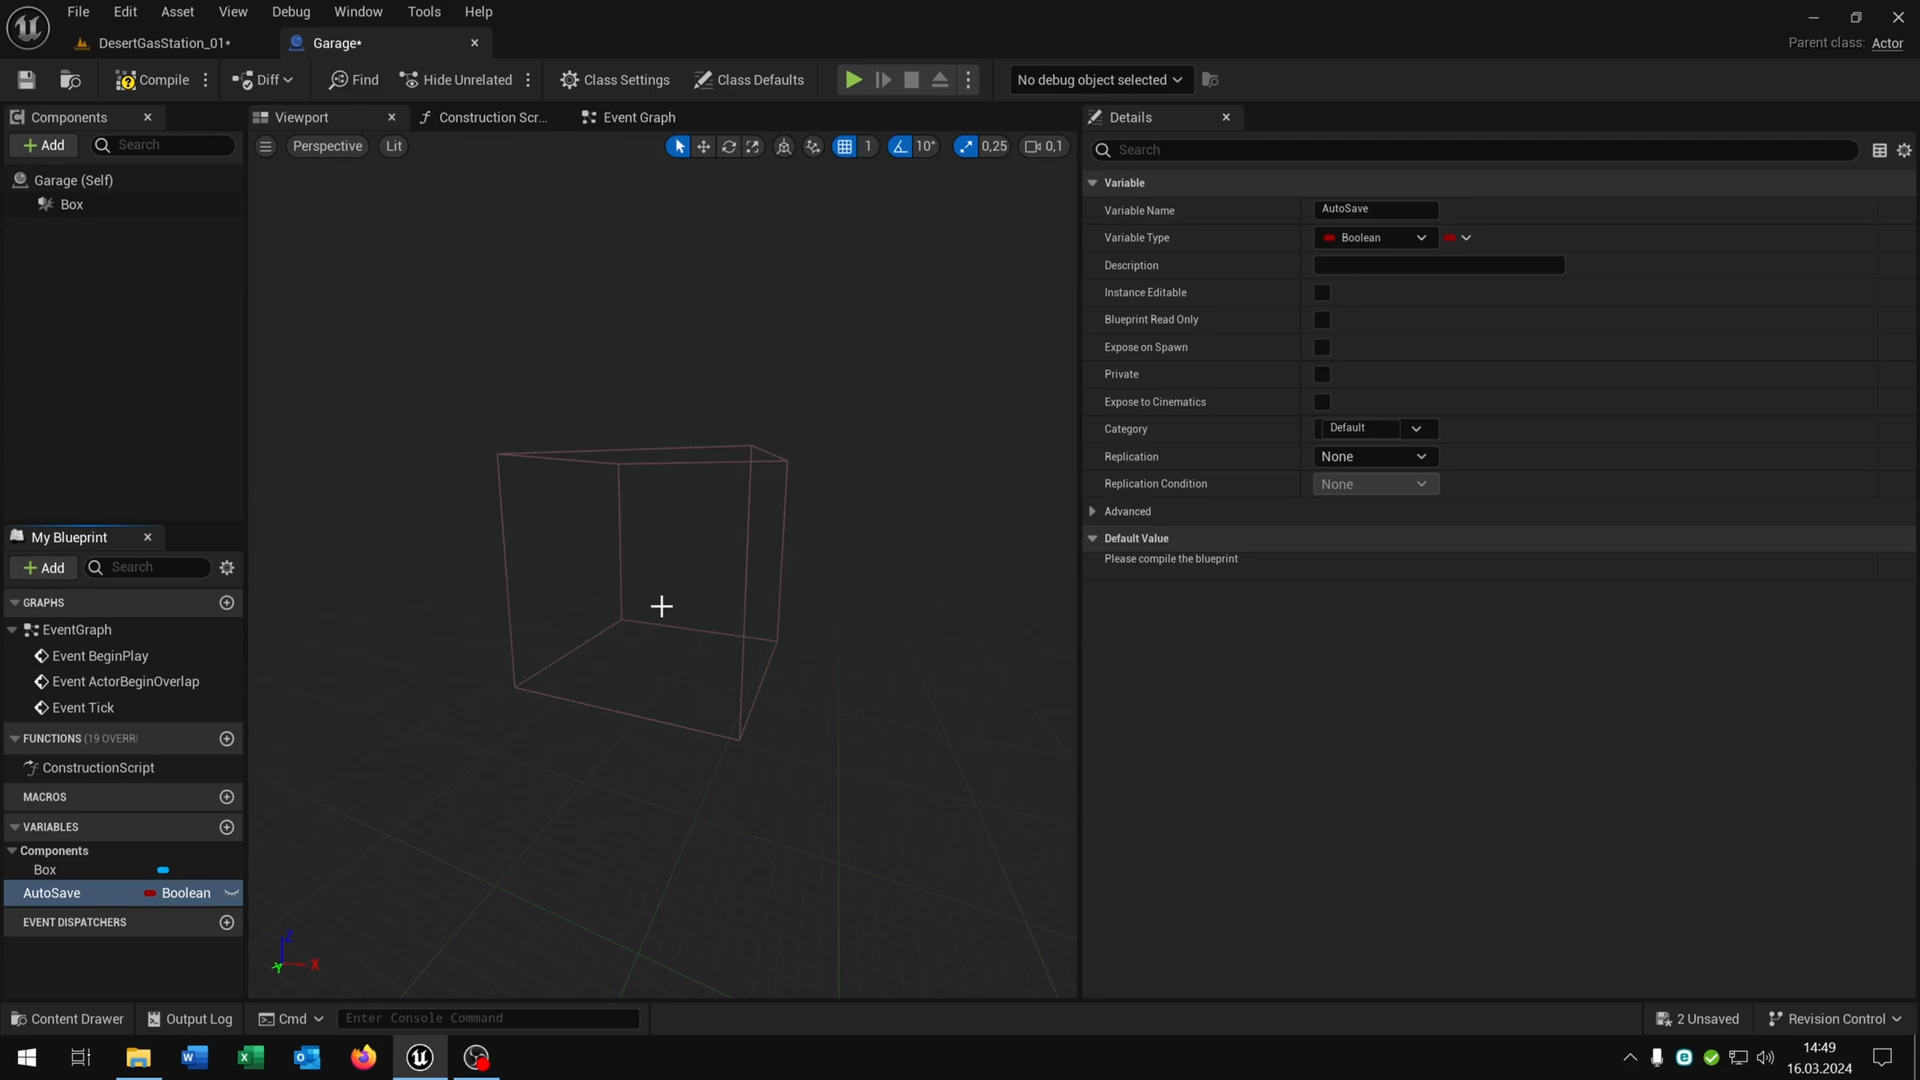 File Edit Asset View Debug Window Tools Help
DesertGasStation_01* Garage* Parent class: Actor
Compile Diff Find Hide Unrelated Class Settings Class Defaults No debug object selected
Components
Add Search
Garage (Self)
Box
Viewport Construction Scr... Event Graph
Perspective Lit 1 10° 0,25 0,1
Z
X
Y
Details
Search
Variable
Variable Name AutoSave
Variable Type Boolean
Description
Instance Editable
Blueprint Read Only
Expose on Spawn
Private
Expose to Cinematics
Category Default
Replication None
Replication Condition None
Advanced
Default Value
Please compile the blueprint
My Blueprint
Add Search
GRAPHS
EventGraph
Event BeginPlay
Event ActorBeginOverlap
Event Tick
FUNCTIONS (19 OVERRI
ConstructionScript
MACROS
VARIABLES
Components
Box
AutoSave Boolean
EVENT DISPATCHERS
Content Drawer Output Log Cmd Enter Console Command 2 Unsaved Revision Control
14:49
16.03.2024